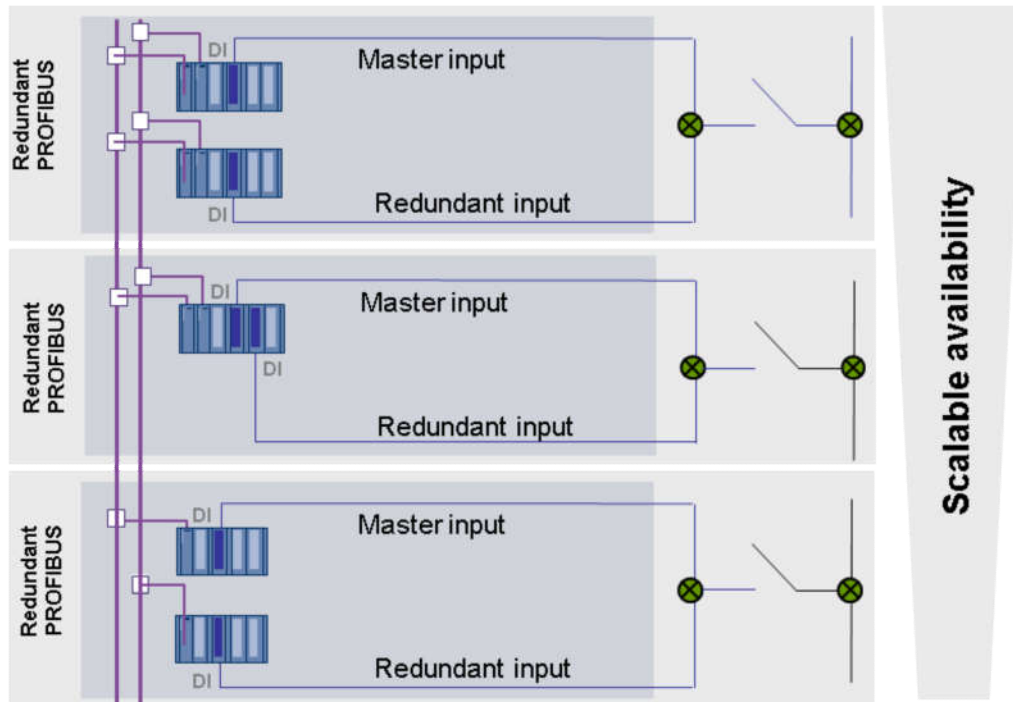 Redundant
PROFIBUS
DI
Master input
DI
Redundant input
Redundant
PROFIBUS
DI
Master input
DI
Redundant input
Redundant
PROFIBUS
DI
Master input
DI
Redundant input
Scalable availability